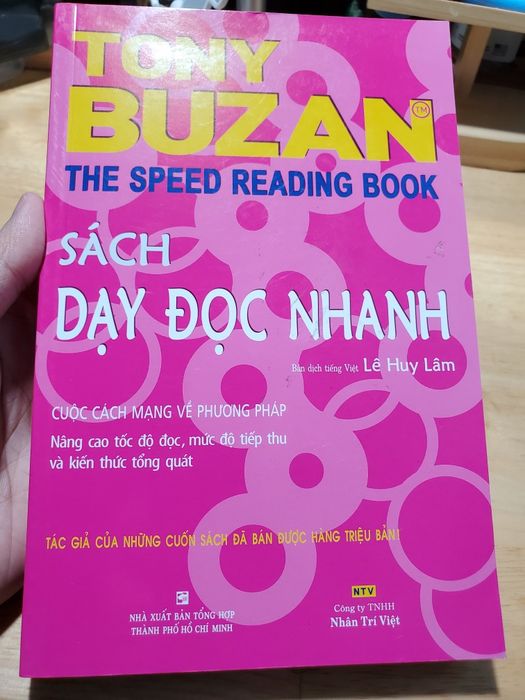 TONY
BUZAN TM
THE SPEED READING BOOK
SÁCH
DẠY ĐỌC NHANH
Bản dịch tiếng Việt Lê Huy Lâm
CUỘC CÁCH MẠNG VỀ PHƯƠNG PHÁP
Nâng cao tốc độ đọc, mức độ tiếp thu
và kiến thức tổng quát
TÁC GIẢ CỦA NHỮNG CUỐN SÁCH ĐÃ BÁN ĐƯỢC HÀNG TRIỆU BẢN!
NHÀ XUẤT BẢN TỔNG HỢP
THÀNH PHỐ HỒ CHÍ MINH
NTV
Công ty TNHH
Nhân Trí Việt